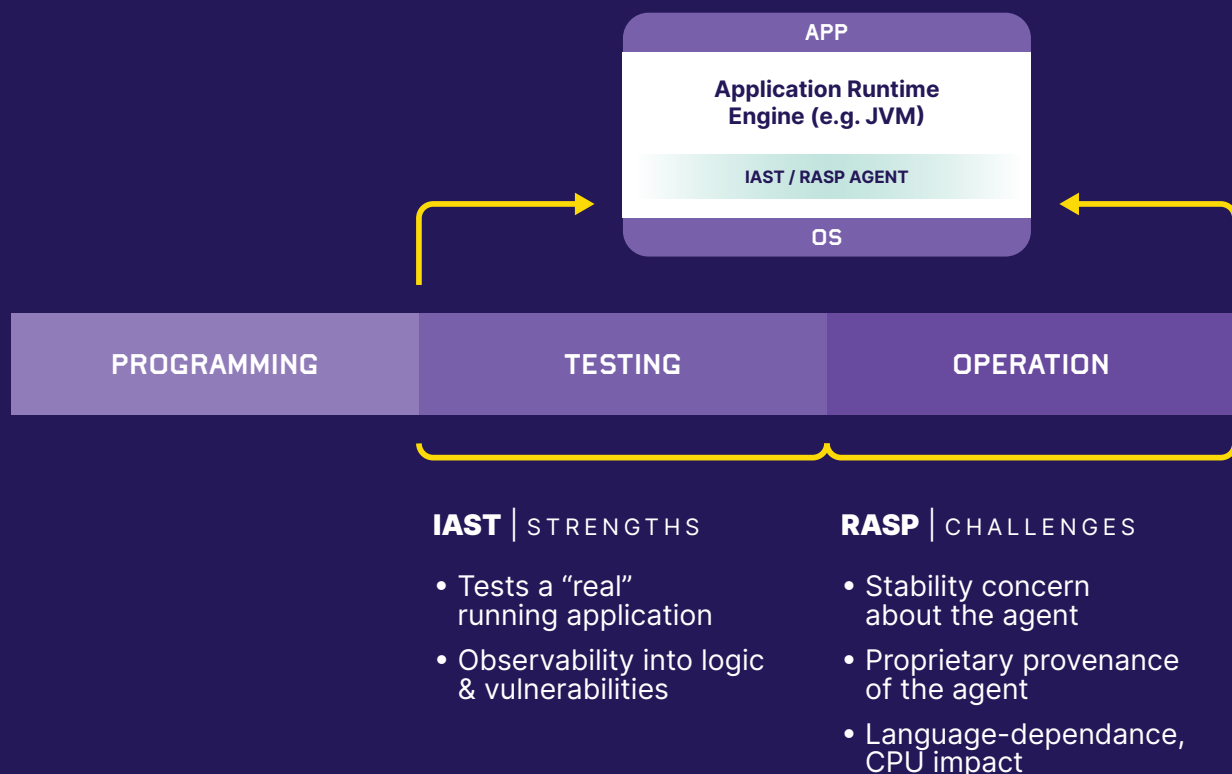 APP
Application Runtime
Engine (e.g. JVM)
IAST / RASP AGENT
OS
PROGRAMMING
TESTING
OPERATION
IAST | STRENGTHS
• Tests a “real”
running application
• Observability into logic
& vulnerabilities
RASP | CHALLENGES
• Stability concern
about the agent
• Proprietary provenance
of the agent
• Language-dependance,
CPU impact